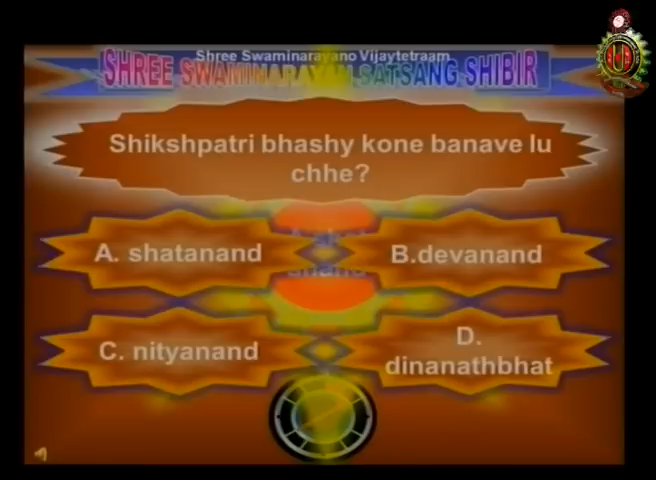 Shree Swaminarayano Vijaytetraam
SHREE SWAMINARAYAN SATSANG SHIBIR
Shikshpatri bhashy kone banave lu
chhe?
A. shatanand
B.devanand
C. nityanand
D.
dinanathbhat